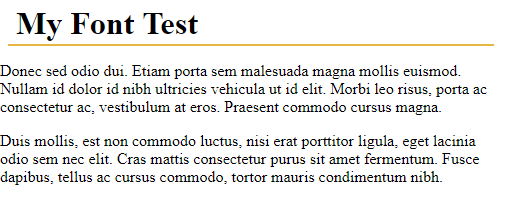 My Font Test
Donec sed odio dui. Etiam porta sem malesuada magna mollis euismod.
Nullam id dolor id nibh ultricies vehicula ut id elit. Morbi leo risus, porta ac
consectetur ac, vestibulum at eros. Praesent commodo cursus magna.
Duis mollis, est non commodo luctus, nisi erat porttitor ligula, eget lacinia
odio sem nec elit. Cras mattis consectetur purus sit amet fermentum. Fusce
dapibus, tellus ac cursus commodo, tortor mauris condimentum nibh.